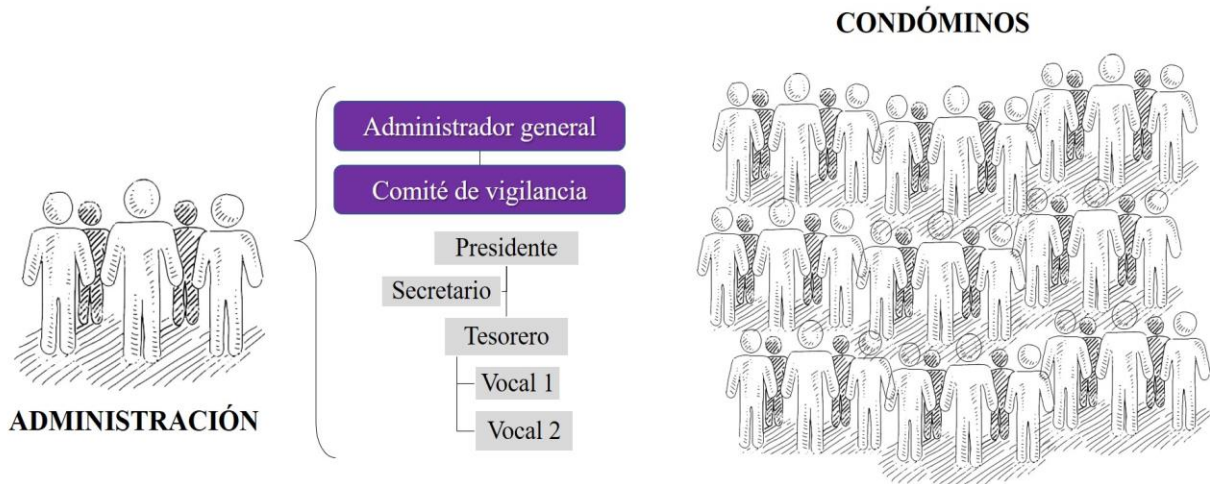 CONDÓMINOS
Administrador general
Comité de vigilancia
Presidente
Secretario
Tesorero
Vocal 1
Vocal 2
ADMINISTRACIÓN